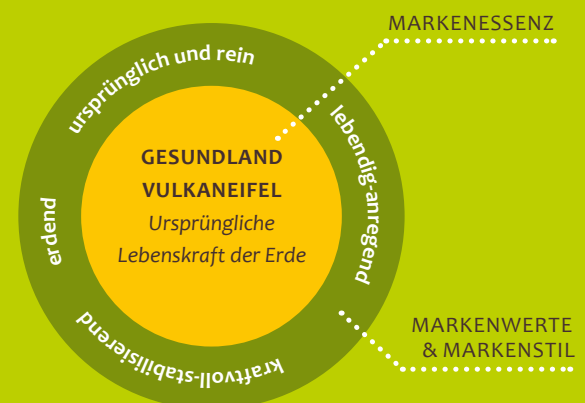 MARKENESSENZ
ursprünglich und rein
lebendig-anregend
GESUNDLAND
VULKANEIFEL
Ursprüngliche
Lebenskraft der Erde
erdend
kraftvoll-stabilisierend
MARKENWERTE
& MARKENSTIL